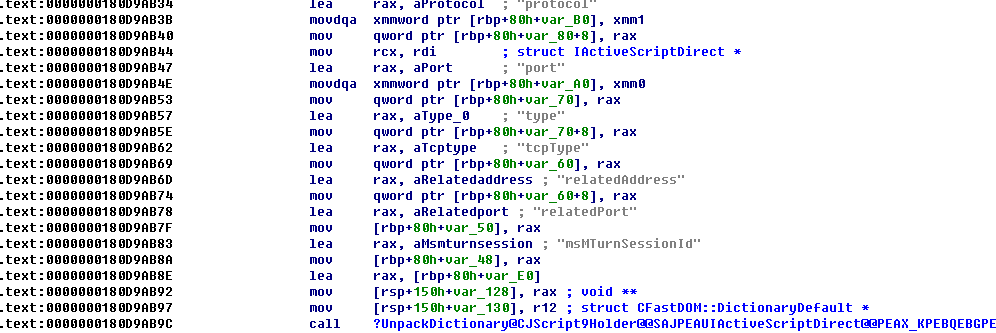 .text:0000000180D9AB34 lea rax, aProtocol ; "protocol"
.text:0000000180D9AB3B movdqa xmmword ptr [rbp+80h+var_B0], xmm1
.text:0000000180D9AB40 mov qword ptr [rbp+80h+var_80+8], rax
.text:0000000180D9AB44 mov rcx, rdi ; struct IActiveScriptDirect *
.text:0000000180D9AB47 lea rax, aPort ; "port"
.text:0000000180D9AB4E movdqa xmmword ptr [rbp+80h+var_A0], xmm0
.text:0000000180D9AB53 mov qword ptr [rbp+80h+var_70], rax
.text:0000000180D9AB57 lea rax, aType_0 ; "type"
.text:0000000180D9AB5E mov qword ptr [rbp+80h+var_70+8], rax
.text:0000000180D9AB62 lea rax, aTcptype ; "tcpType"
.text:0000000180D9AB69 mov qword ptr [rbp+80h+var_60], rax
.text:0000000180D9AB6D lea rax, aRelatedaddress ; "relatedAddress"
.text:0000000180D9AB74 mov qword ptr [rbp+80h+var_60+8], rax
.text:0000000180D9AB78 lea rax, aRelatedport ; "relatedPort"
.text:0000000180D9AB7F mov [rbp+80h+var_50], rax
.text:0000000180D9AB83 lea rax, aMsmturnsession ; "msMTurnSessionId"
.text:0000000180D9AB8A mov [rbp+80h+var_48], rax
.text:0000000180D9AB8E lea rax, [rbp+80h+var_E0]
.text:0000000180D9AB92 mov [rsp+150h+var_128], rax ; void **
.text:0000000180D9AB97 mov [rsp+150h+var_130], r12 ; struct CFastDOM::DictionaryDefault *
.text:0000000180D9AB9C call ?UnpackDictionary@CJScript9Holder@@SAJPEAUIActiveScriptDirect@@PEAX_KPEBQEBGPE